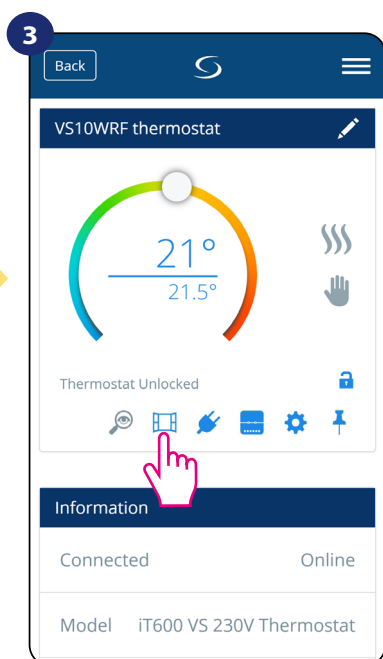 3
Back
VS10WRF thermostat
21°
21.5°
Thermostat Unlocked
Information
Connected Online
Model iT600 VS 230V Thermostat